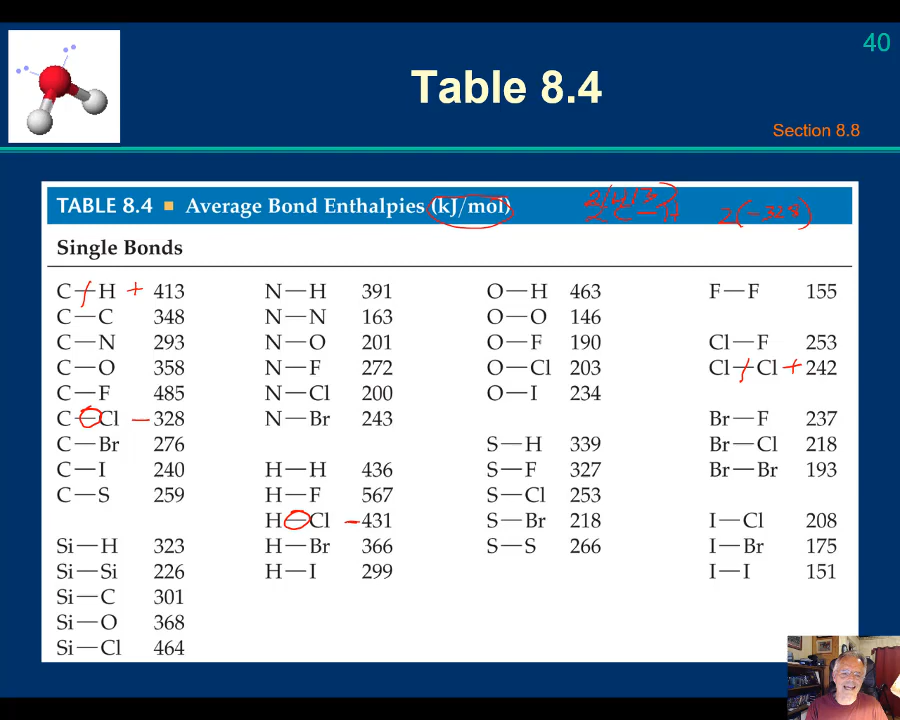 40
Table 8.4
Section 8.8
TABLE 8.4 ■ Average Bond Enthalpies (kJ/mol)
2(413)
2 C—H
2(-328)
Single Bonds
C—H + 413 N—H 391 O—H 463 F—F 155
C—C 348 N—N 163 O—O 146
C—N 293 N—O 201 O—F 190 Cl—F 253
C—O 358 N—F 272 O—Cl 203 Cl—Cl + 242
C—F 485 N—Cl 200 O—I 234
C—Cl — 328 N—Br 243 Br—F 237
C—Br 276 S—H 339 Br—Cl 218
C—I 240 H—H 436 S—F 327 Br—Br 193
C—S 259 H—F 567 S—Cl 253
H—Cl — 431 S—Br 218 I—Cl 208
Si—H 323 H—Br 366 S—S 266 I—Br 175
Si—Si 226 H—I 299 I—I 151
Si—C 301
Si—O 368
Si—Cl 464